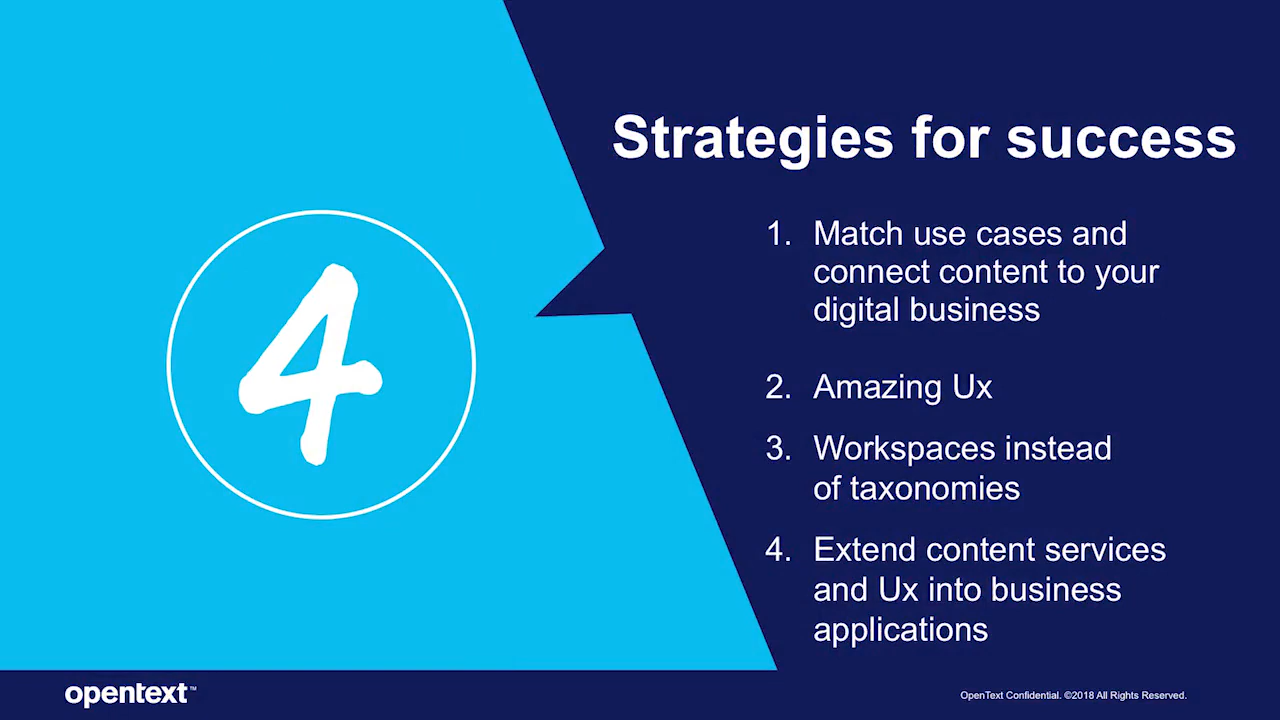 4
Strategies for success
1. Match use cases and
connect content to your
digital business
2. Amazing Ux
3. Workspaces instead
of taxonomies
4. Extend content services
and Ux into business
applications
opentext™
OpenText Confidential. ©2018 All Rights Reserved.